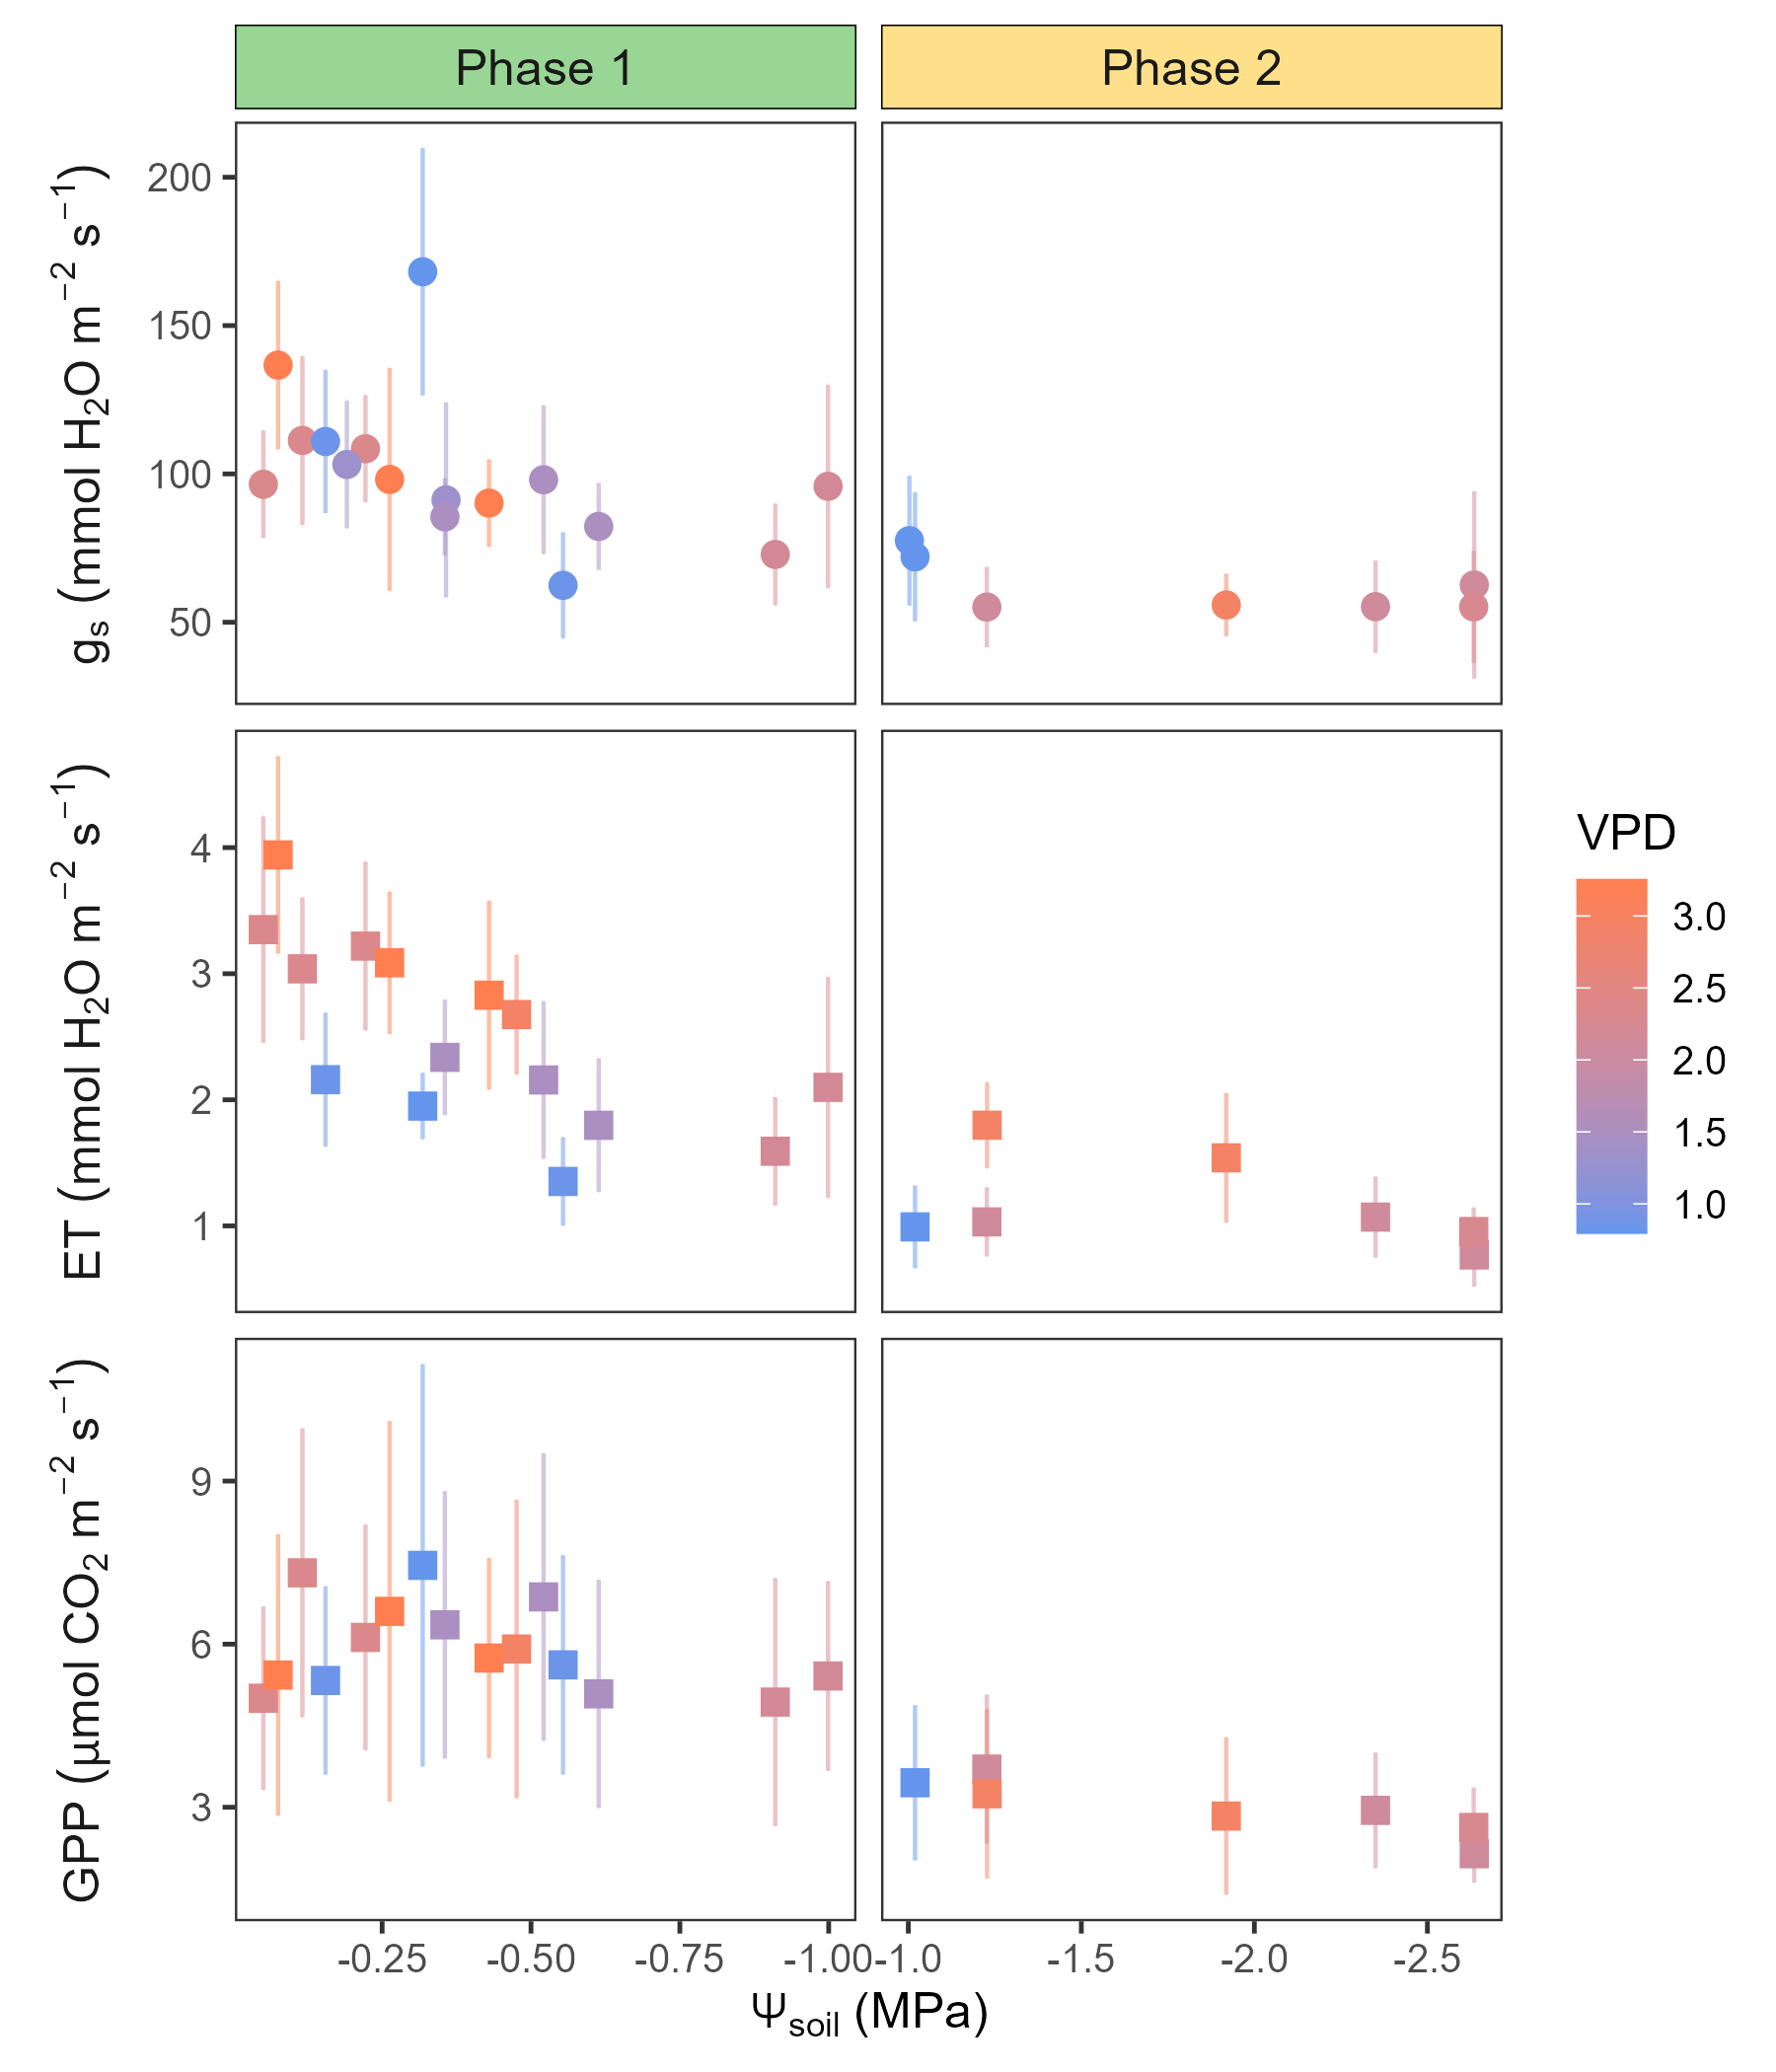 Phase 1 Phase 2
gₛ (mmol H₂O m⁻² s⁻¹)
200
150
100
50
ET (mmol H₂O m⁻² s⁻¹)
4
3
2
1
GPP (µmol CO₂ m⁻² s⁻¹)
9
6
3
-0.25 -0.50 -0.75 -1.00 -1.0 -1.5 -2.0 -2.5
Ψsoil (MPa)
VPD
3.0
2.5
2.0
1.5
1.0